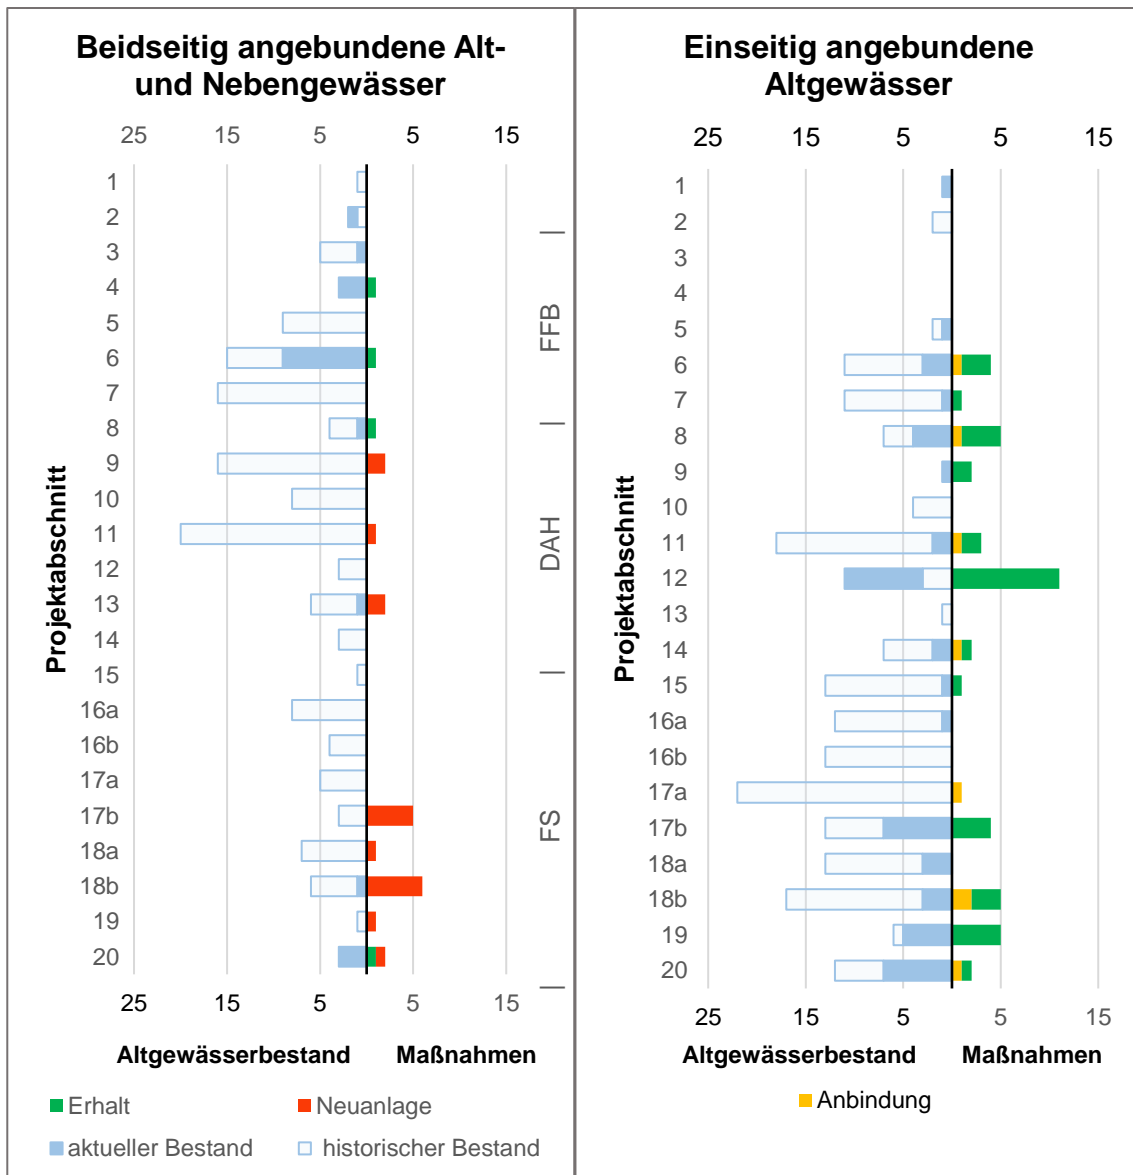 Beidseitig angebundene Alt-
und Nebengewässer
25 15 5 5 15
1
2
3
4
5
6
7
8
9
10
11
12
13
14
15
16a
16b
17a
17b
18a
18b
19
20
Projektabschnitt
FFB
DAH
FS
25 15 5 5 15
Altgewässerbestand Maßnahmen
Erhalt Neuanlage
aktueller Bestand historischer Bestand
Einseitig angebundene
Altgewässer
25 15 5 5 15
1
2
3
4
5
6
7
8
9
10
11
12
13
14
15
16a
16b
17a
17b
18a
18b
19
20
Projektabschnitt
25 15 5 5 15
Altgewässerbestand Maßnahmen
Anbindung